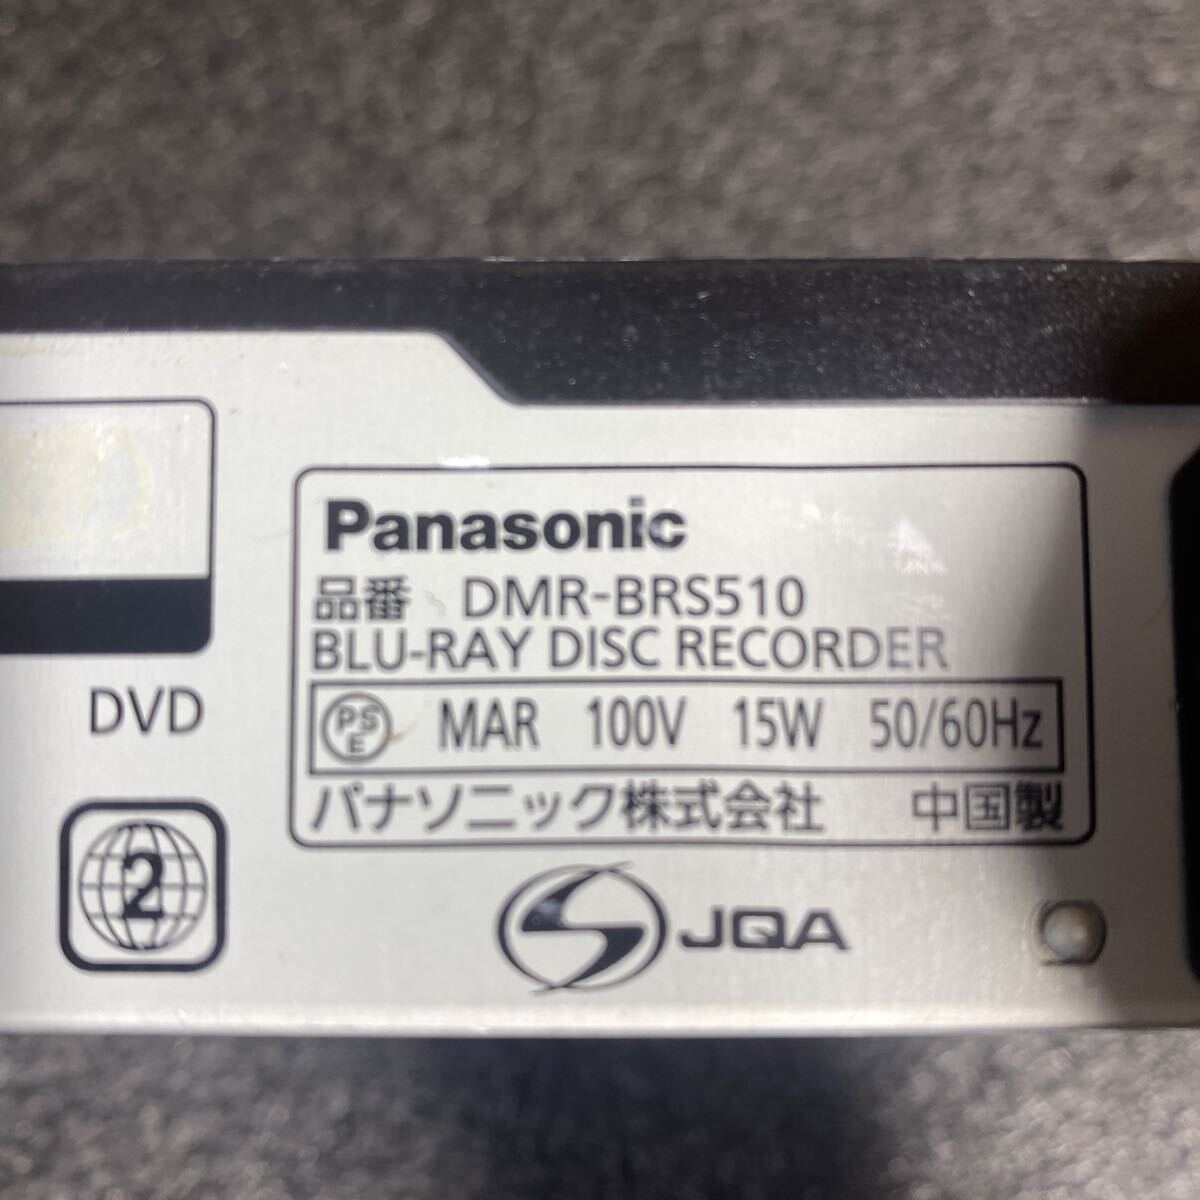 Panasonic
品番 DMR-BRS510
BLU-RAY DISC RECORDER
PS E MAR 100V 15W 50/60Hz
パナソニック株式会社 中国製
DVD
2
JQA